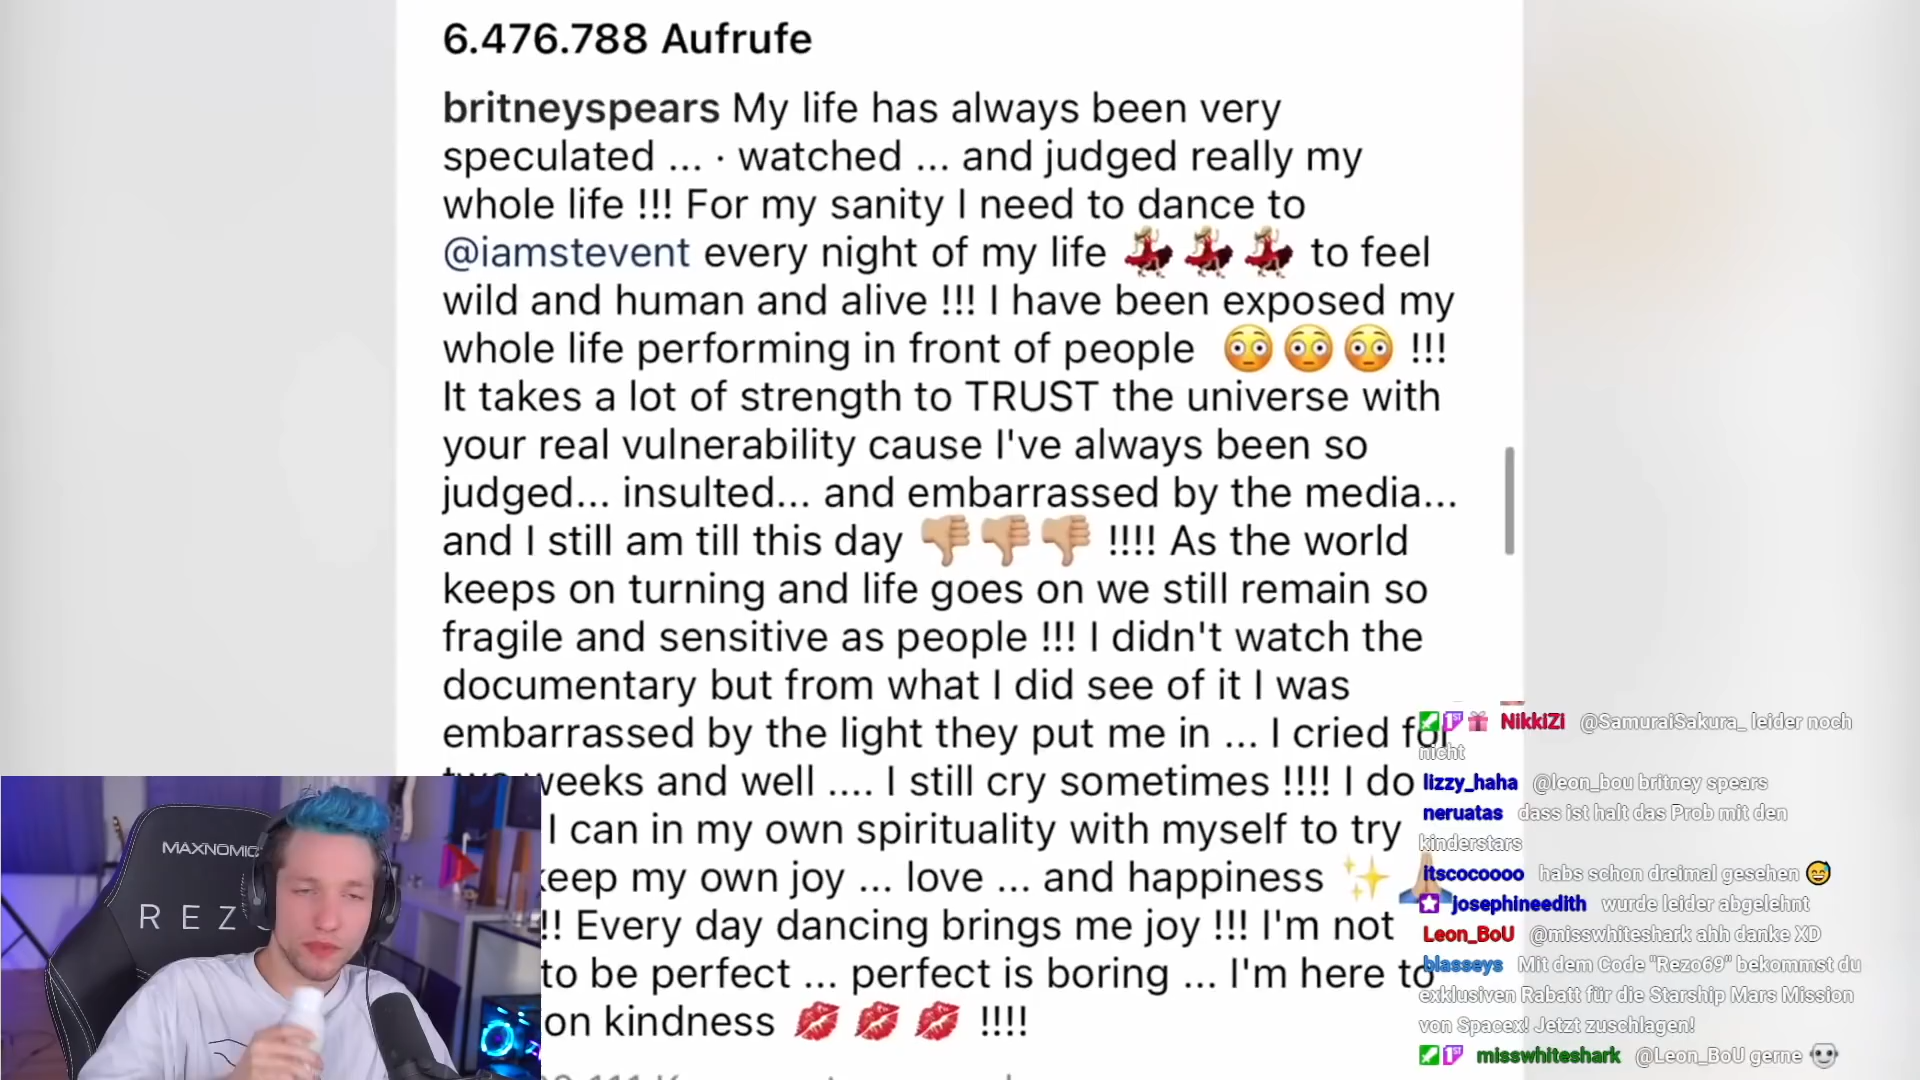 6.476.788 Aufrufe
britneyspears My life has always been very
speculated ... · watched ... and judged really my
whole life !!! For my sanity I need to dance to
@iamstevent every night of my life 💃🏼💃🏼💃🏼 to feel
wild and human and alive !!! I have been exposed my
whole life performing in front of people 😳😳😳 !!!
It takes a lot of strength to TRUST the universe with
your real vulnerability cause I've always been so
judged... insulted... and embarrassed by the media...
and I still am till this day 👎🏼👎🏼👎🏼 !!!! As the world
keeps on turning and life goes on we still remain so
fragile and sensitive as people !!! I didn't watch the
documentary but from what I did see of it I was
embarrassed by the light they put me in ... I cried for
weeks and well .... I still cry sometimes !!!! I do
I can in my own spirituality with myself to try
keep my own joy ... love ... and happiness ✨🙏🏼
!! Every day dancing brings me joy !!! I'm not
to be perfect ... perfect is boring ... I'm here to
on kindness 💋💋💋 !!!!
MAXNOMIC
REZ
NikkiZi @SamuraiSakura_ leider noch
nicht
lizzy_haha @leon_bou britney spears
neruatas dass ist halt das Prob mit den
kinderstars
itscocoooo habs schon dreimal gesehen 😅
josephineedith wurde leider abgelehnt
Leon_BoU @misswhiteshark ahh danke XD
blasseys Mit dem Code "Rezo69" bekommst du
exklusiven Rabatt für die Starship Mars Mission
von Spacex! Jetzt zuschlagen!
misswhiteshark @Leon_BoU gerne